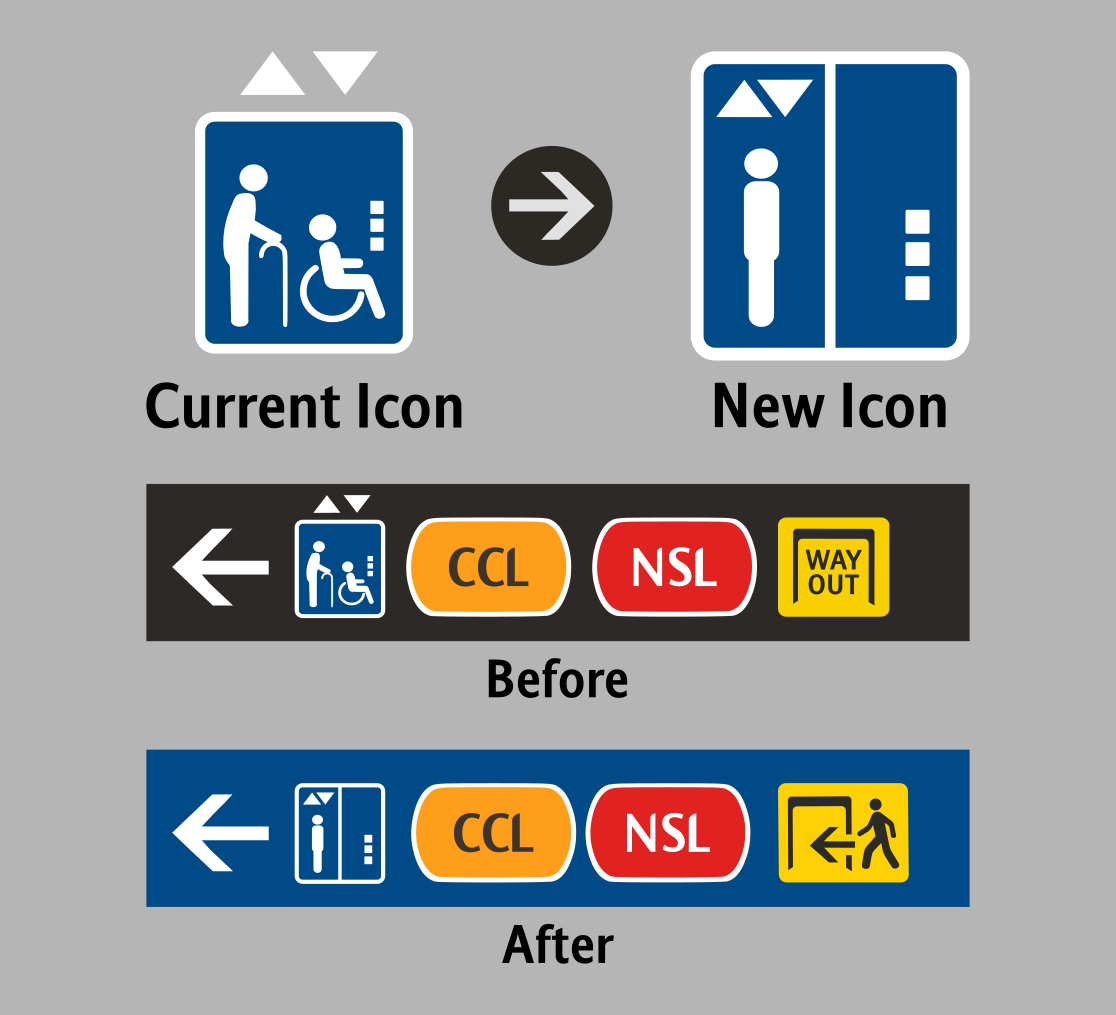 Current Icon
New Icon
CCL
NSL
WAY
OUT
Before
CCL
NSL
After